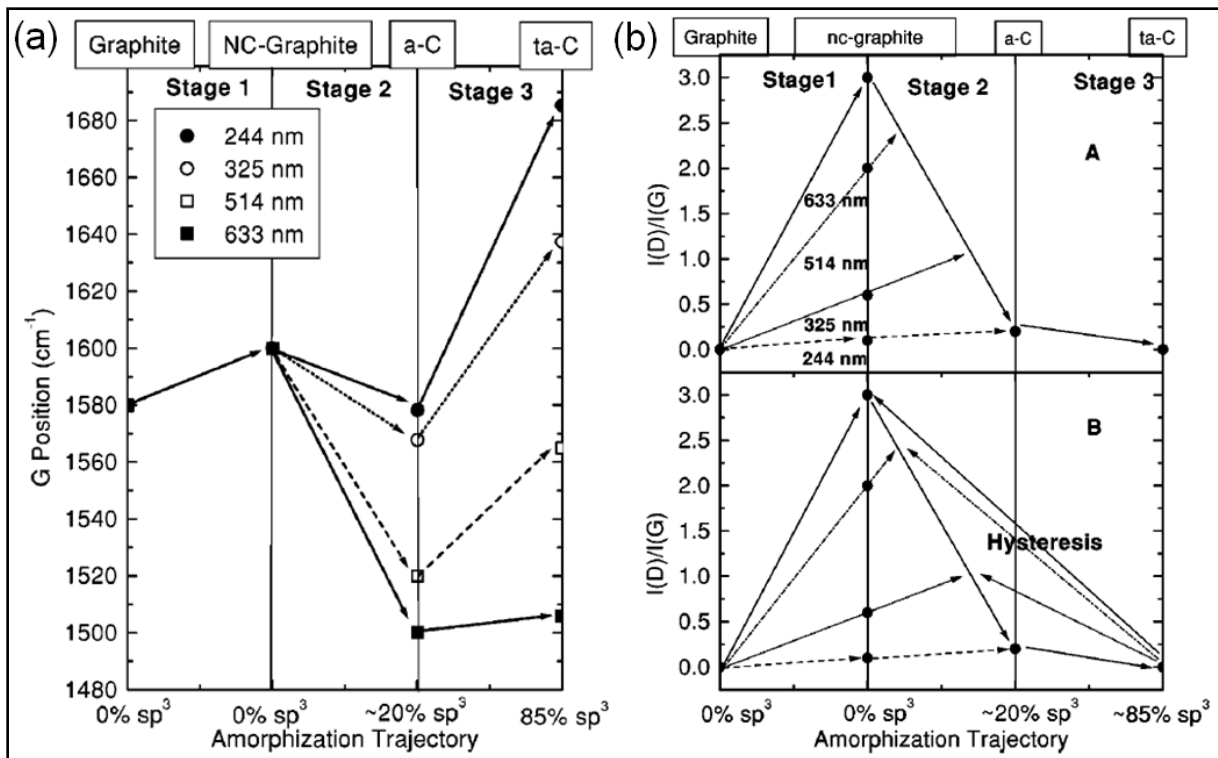 (a)
Graphite NC-Graphite a-C ta-C
Stage 1 Stage 2 Stage 3
244 nm
325 nm
514 nm
633 nm
1680
1660
1640
1620
1600
1580
1560
1540
1520
1500
1480
G Position (cm⁻¹)
0% sp³ 0% sp³ ~20% sp³ 85% sp³
Amorphization Trajectory
(b)
Graphite nc-graphite a-C ta-C
Stage1 Stage 2 Stage 3
A
3.0
2.5
2.0
1.5
1.0
0.5
0.0
I(D)/I(G)
633 nm
514 nm
325 nm
244 nm
B
3.0
2.5
2.0
1.5
1.0
0.5
0.0
I(D)/I(G)
Hysteresis
0% sp³ 0% sp³ ~20% sp³ ~85% sp³
Amorphization Trajectory